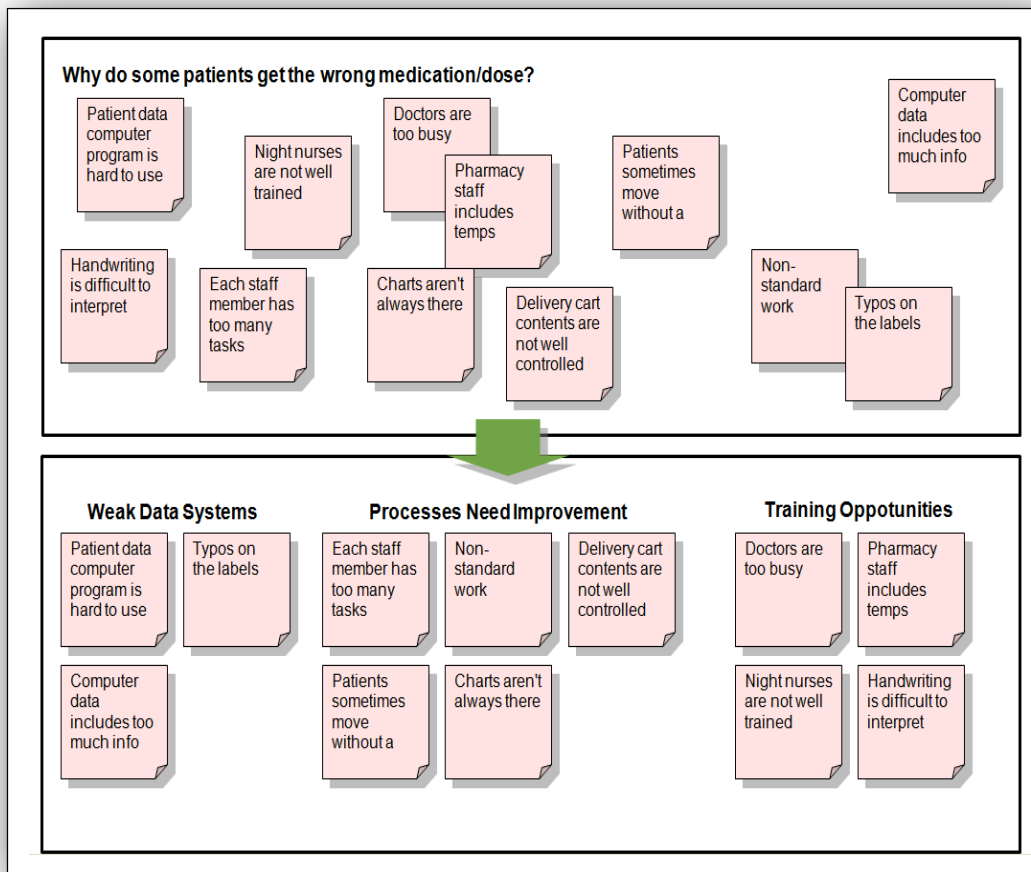 Why do some patients get the wrong medication/dose?
Patient data
computer
program is
hard to use
Night nurses
are not well
trained
Doctors are
too busy
Pharmacy
staff
includes
temps
Patients
sometimes
move
without a
Computer
data
includes too
much info
Handwriting
is difficult to
interpret
Each staff
member has
too many
tasks
Charts aren't
always there
Delivery cart
contents are
not well
controlled
Non-
standard
work
Typos on
the labels
Weak Data Systems
Patient data
computer
program is
hard to use
Typos on
the labels
Computer
data
includes too
much info
Processes Need Improvement
Each staff
member has
too many
tasks
Non-
standard
work
Delivery cart
contents are
not well
controlled
Patients
sometimes
move
without a
Charts aren't
always there
Training Oppotunities
Doctors are
too busy
Pharmacy
staff
includes
temps
Night nurses
are not well
trained
Handwriting
is difficult to
interpret